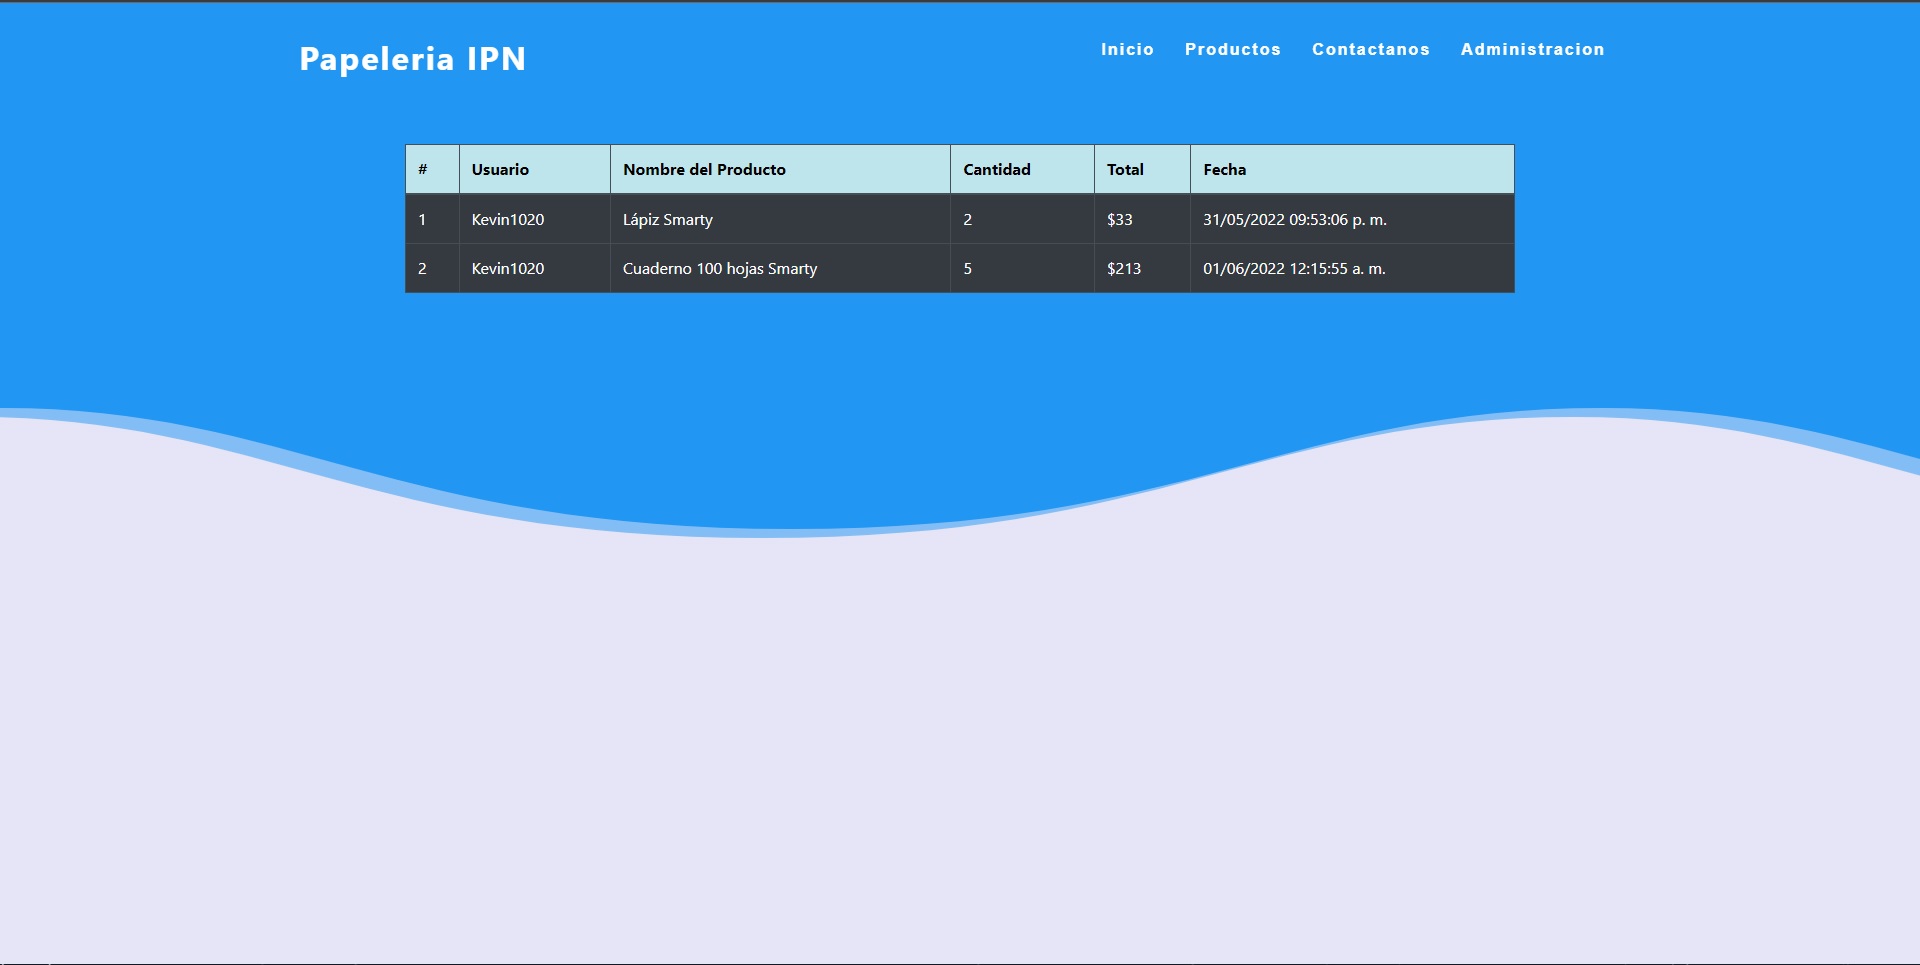 Papeleria IPN
Inicio Productos Contactanos Administracion
# Usuario Nombre del Producto Cantidad Total Fecha
1 Kevin1020 Lápiz Smarty 2 $33 31/05/2022 09:53:06 p. m.
2 Kevin1020 Cuaderno 100 hojas Smarty 5 $213 01/06/2022 12:15:55 a. m.